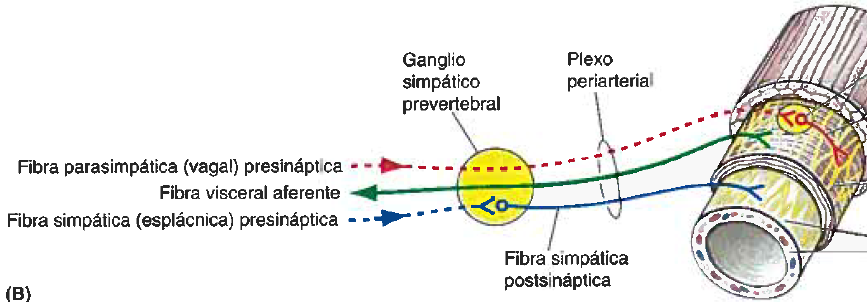 Ganglio
simpático
prevertebral
Plexo
periarterial
Fibra parasimpática (vagal) presináptica
Fibra visceral aferente
Fibra simpática (esplácnica) presináptica
Fibra simpática
postsináptica
(B)